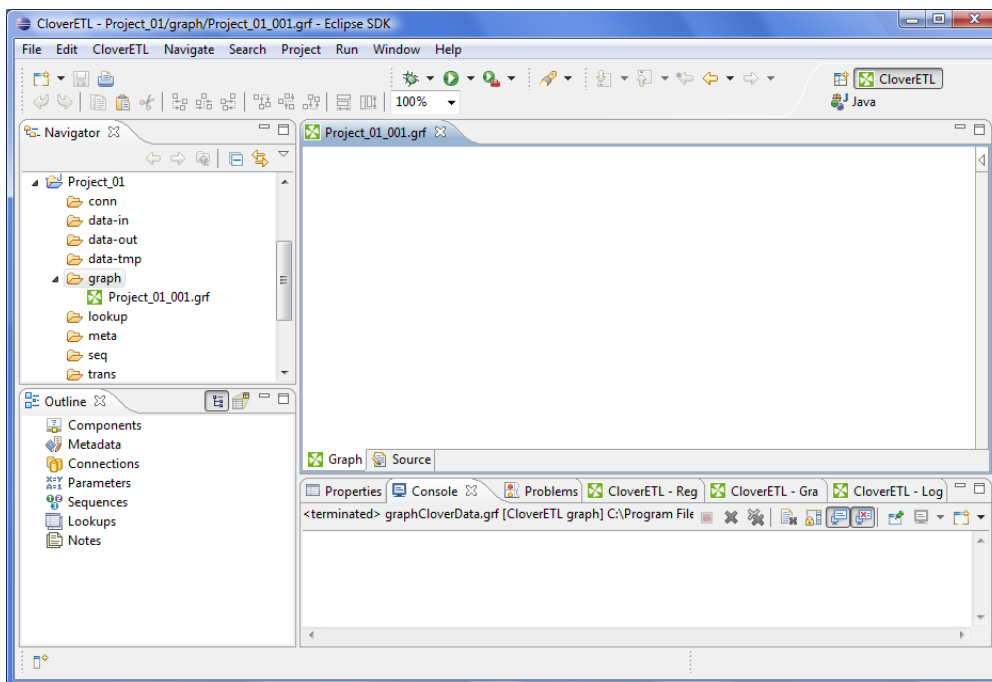 CloverETL - Project_01/graph/Project_01_001.grf - Eclipse SDK
File Edit CloverETL Navigate Search Project Run Window Help
CloverETL
100%
Java
Navigator
Project_01_001.grf
Project_01
conn
data-in
data-out
data-tmp
graph
Project_01_001.grf
lookup
meta
seq
trans
Graph Source
Outline
Components
Metadata
Connections
X=Y A=1 Parameters
Sequences
Lookups
Notes
Properties Console Problems CloverETL - Reg CloverETL - Gra CloverETL - Log
<terminated> graphCloverData.grf [CloverETL graph] C:\Program File